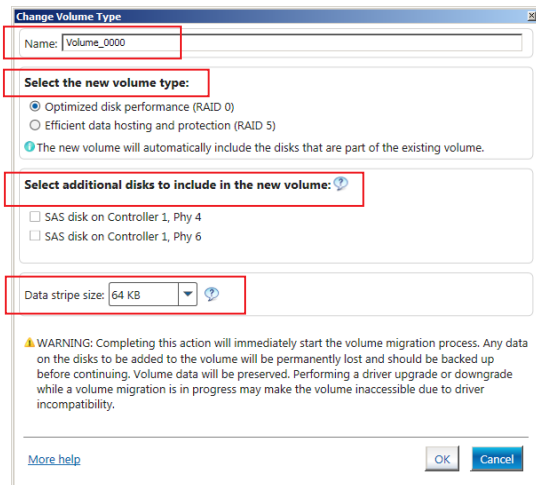 Change Volume Type
Name: Volume_0000
Select the new volume type:
Optimized disk performance (RAID 0)
Efficient data hosting and protection (RAID 5)
The new volume will automatically include the disks that are part of the existing volume.
Select additional disks to include in the new volume:
SAS disk on Controller 1, Phy 4
SAS disk on Controller 1, Phy 6
Data stripe size: 64 KB
WARNING: Completing this action will immediately start the volume migration process. Any data
on the disks to be added to the volume will be permanently lost and should be backed up
before continuing. Volume data will be preserved. Performing a driver upgrade or downgrade
while a volume migration is in progress may make the volume inaccessible due to driver
incompatibility.
More help
OK
Cancel